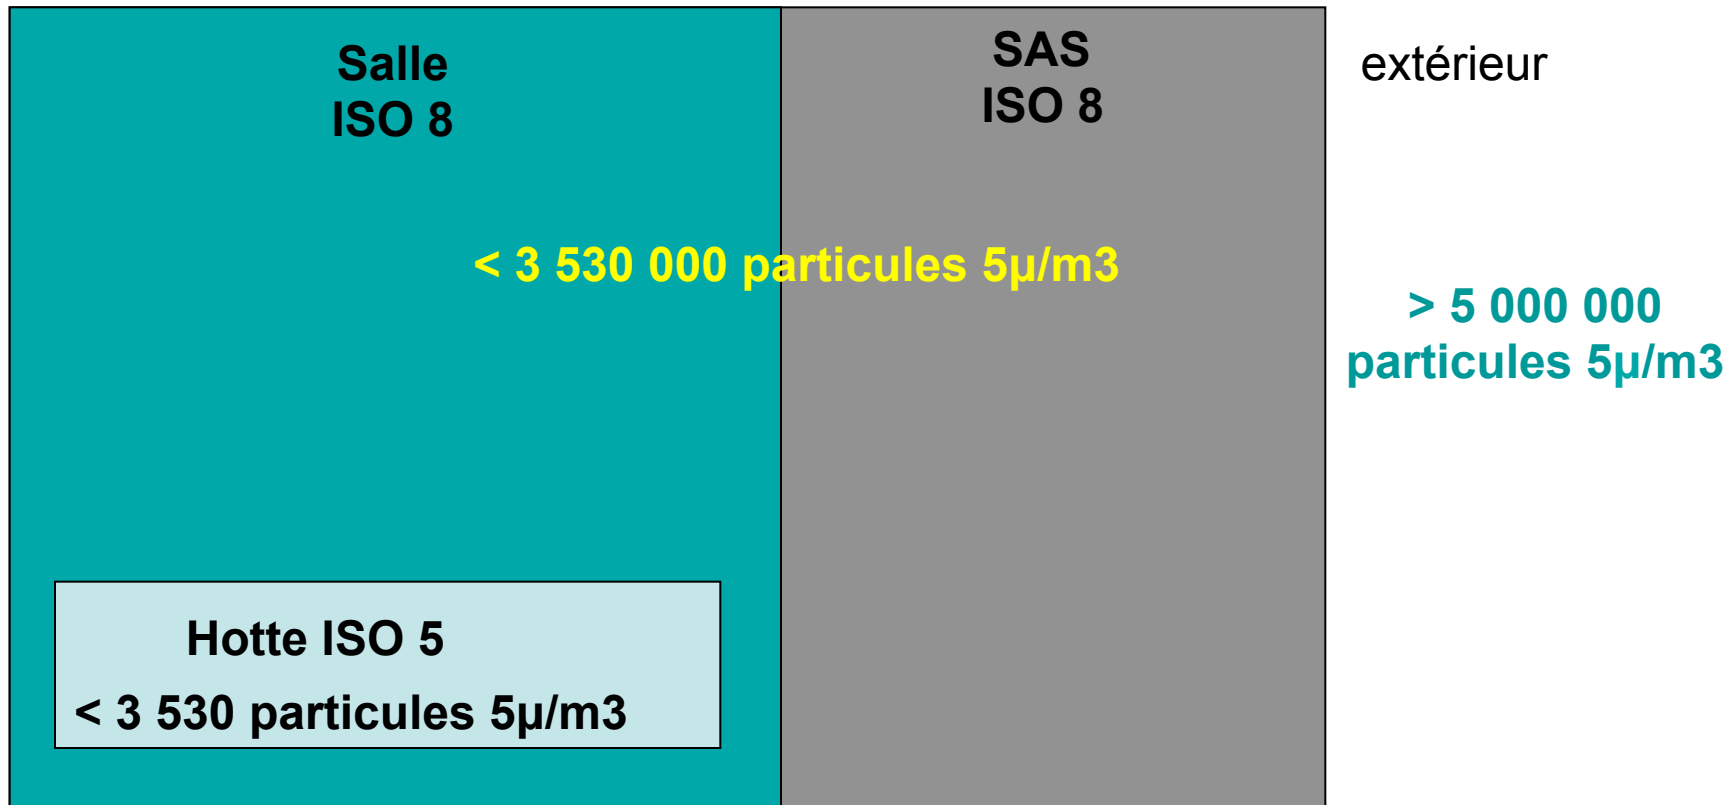 Salle
ISO 8
SAS
ISO 8
extérieur
< 3 530 000 particules 5µ/m3
> 5 000 000
particules 5µ/m3
Hotte ISO 5
< 3 530 particules 5µ/m3